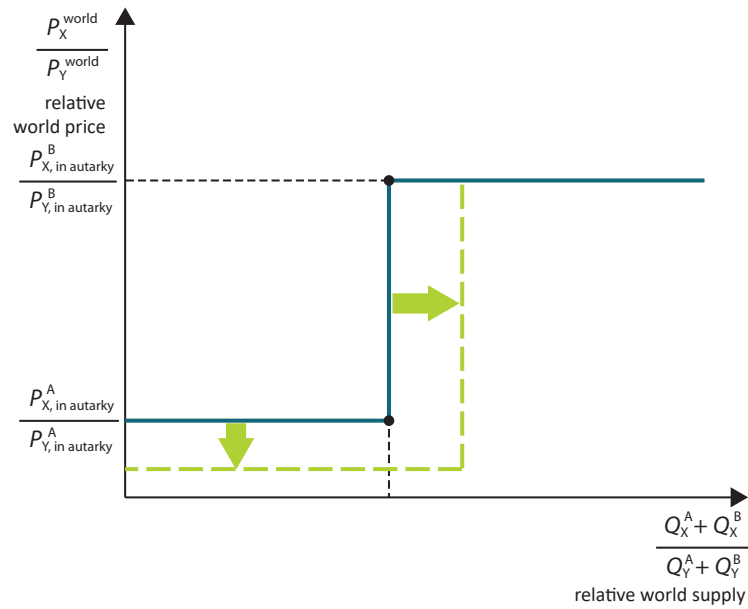 P_X^world
P_Y^world
relative
world price
P_X, in autarky^B
P_Y, in autarky^B
P_X, in autarky^A
P_Y, in autarky^A
Q_X^A + Q_X^B
Q_Y^A + Q_Y^B
relative world supply